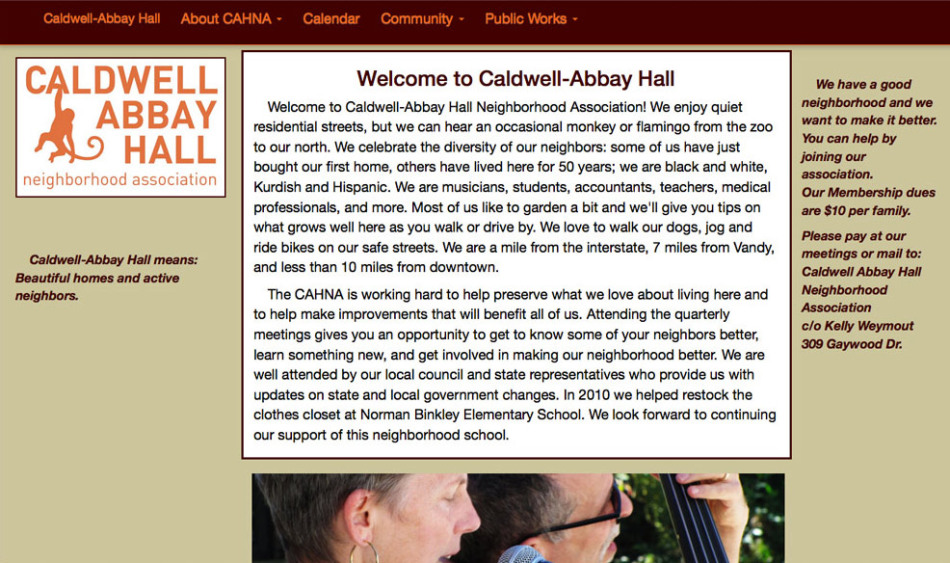 Caldwell-Abbay Hall About CAHNA Calendar Community Public Works
CALDWELL
ABBAY
HALL
neighborhood association
Caldwell-Abbay Hall means:
Beautiful homes and active
neighbors.
Welcome to Caldwell-Abbay Hall
Welcome to Caldwell-Abbay Hall Neighborhood Association! We enjoy quiet
residential streets, but we can hear an occasional monkey or flamingo from the zoo
to our north. We celebrate the diversity of our neighbors: some of us have just
bought our first home, others have lived here for 50 years; we are black and white,
Kurdish and Hispanic. We are musicians, students, accountants, teachers, medical
professionals, and more. Most of us like to garden a bit and we'll give you tips on
what grows well here as you walk or drive by. We love to walk our dogs, jog and
ride bikes on our safe streets. We are a mile from the interstate, 7 miles from Vandy,
and less than 10 miles from downtown.
The CAHNA is working hard to help preserve what we love about living here and
to help make improvements that will benefit all of us. Attending the quarterly
meetings gives you an opportunity to get to know some of your neighbors better,
learn something new, and get involved in making our neighborhood better. We are
well attended by our local council and state representatives who provide us with
updates on state and local government changes. In 2010 we helped restock the
clothes closet at Norman Binkley Elementary School. We look forward to continuing
our support of this neighborhood school.
We have a good
neighborhood and we
want to make it better.
You can help by
joining our
association.
Our Membership dues
are $10 per family.
Please pay at our
meetings or mail to:
Caldwell Abbay Hall
Neighborhood
Association
c/o Kelly Weymout
309 Gaywood Dr.